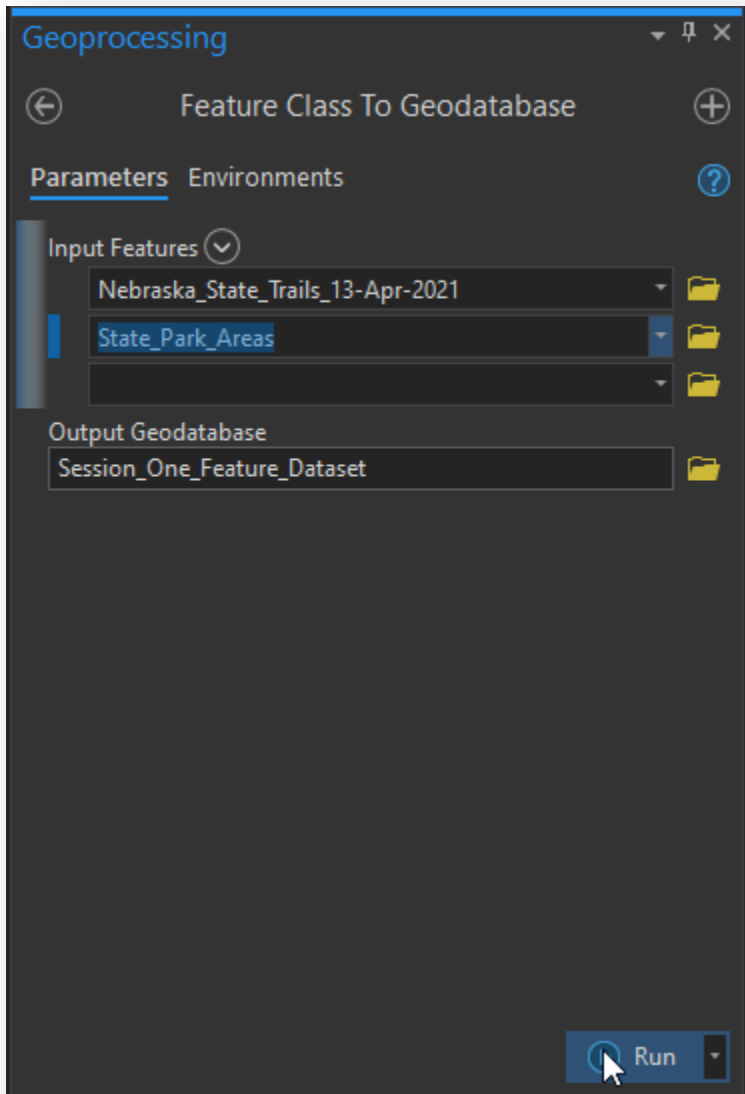 Geoprocessing
Feature Class To Geodatabase
Parameters Environments
Input Features
Nebraska_State_Trails_13-Apr-2021
State_Park_Areas
Output Geodatabase
Session_One_Feature_Dataset
Run